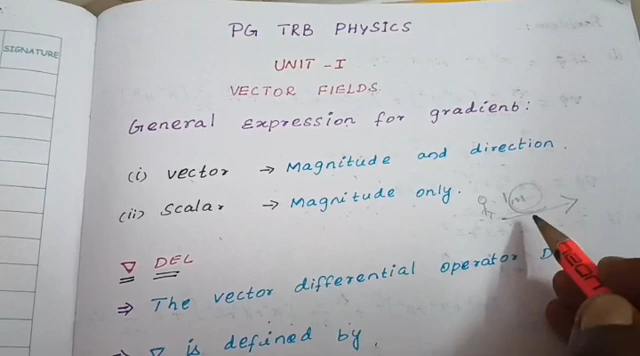 SIGNATURE
PG TRB PHYSICS
UNIT - I
VECTOR FIELDS
General Expression for gradient:
(i) vector → Magnitude and direction.
(ii) Scalar → Magnitude only.
∇ DEL
⇒ The vector differential operator D
⇒ ∇ is defined by